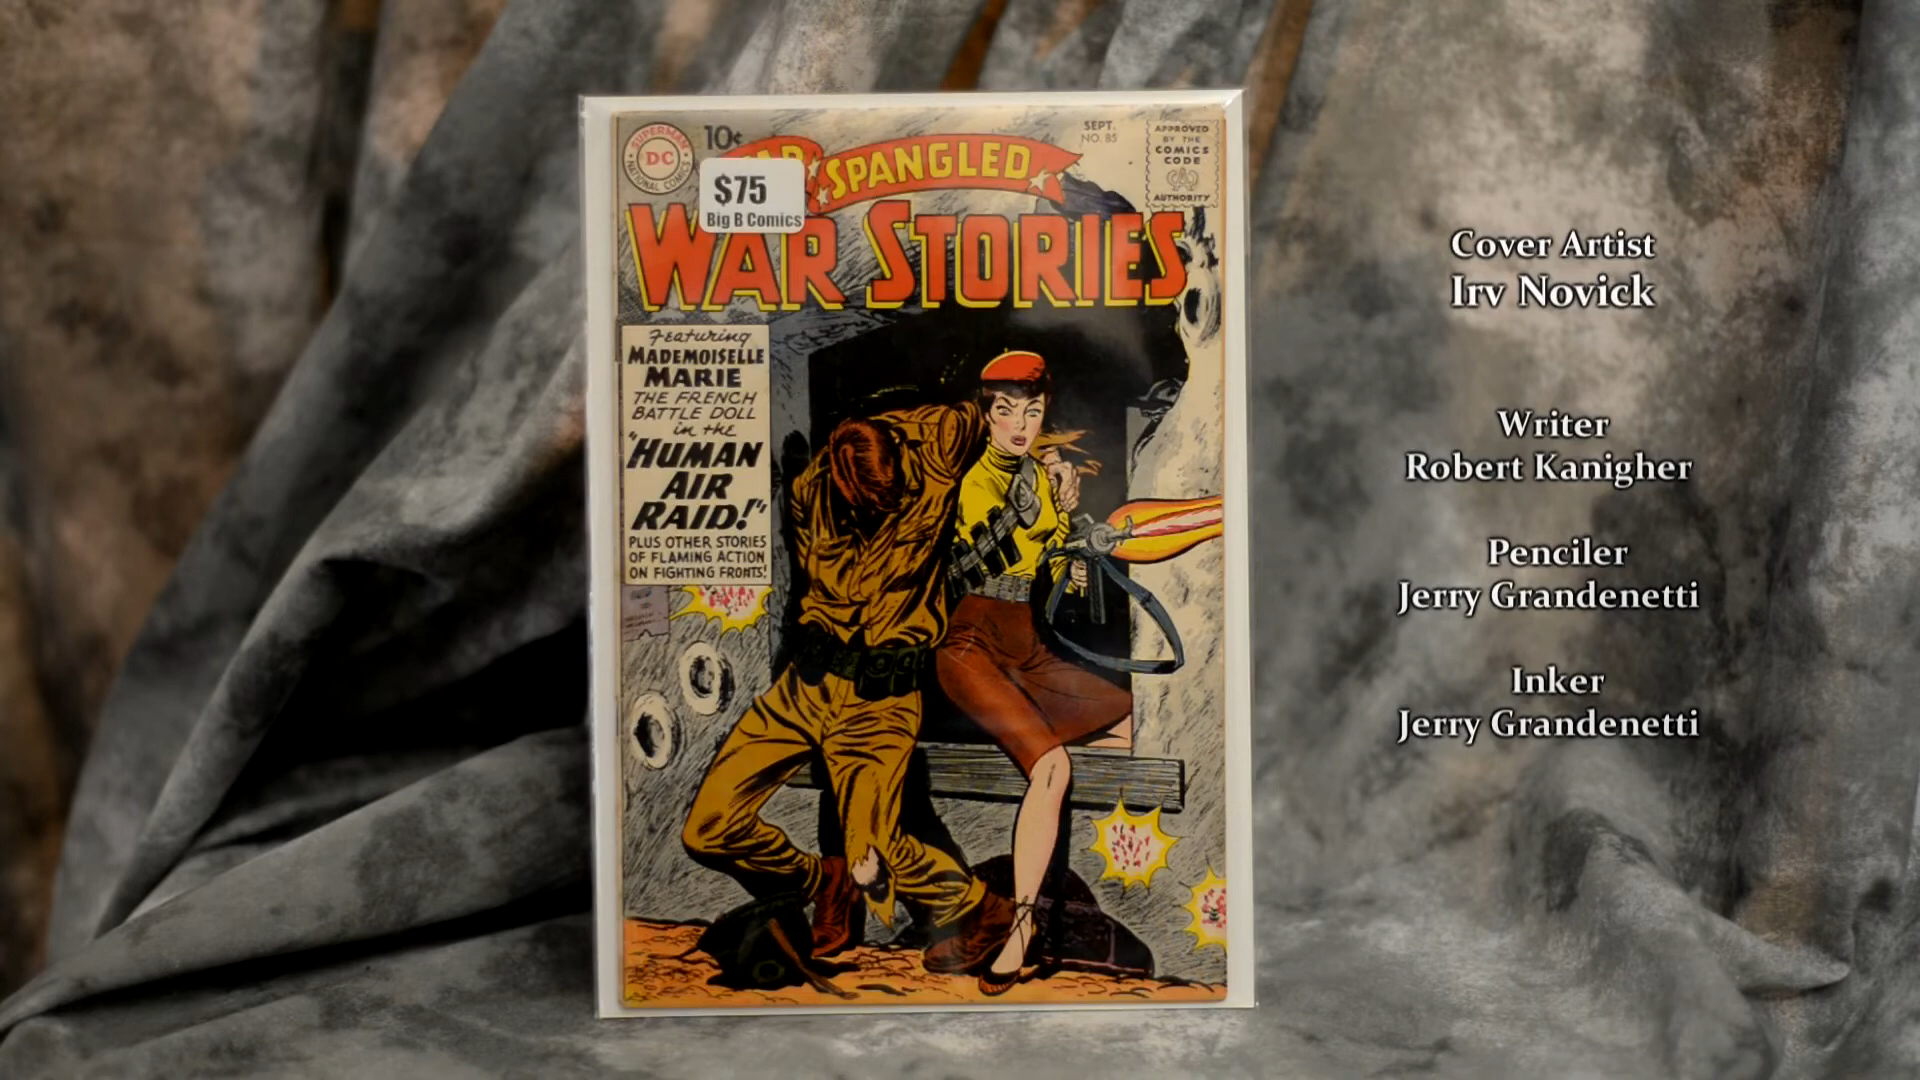 SUPERMAN
DC
NATIONAL COMICS
10¢
SEPT.
NO. 85
APPROVED
BY THE
COMICS
CODE
AUTHORITY
SPANGLED
WAR STORIES
$75
Big B Comics
Featuring
MADEMOISELLE
MARIE
THE FRENCH
BATTLE DOLL
in the
"HUMAN
AIR
RAID!"
PLUS OTHER STORIES
OF FLAMING ACTION
ON FIGHTING FRONTS!
Cover Artist
Irv Novick
Writer
Robert Kanigher
Penciler
Jerry Grandenetti
Inker
Jerry Grandenetti